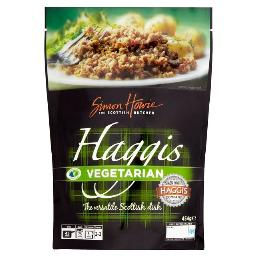 Simon Howie
THE SCOTTISH BUTCHER
Haggis
VEGETARIAN
HAGGIS
The versatile Scottish dish
454g e